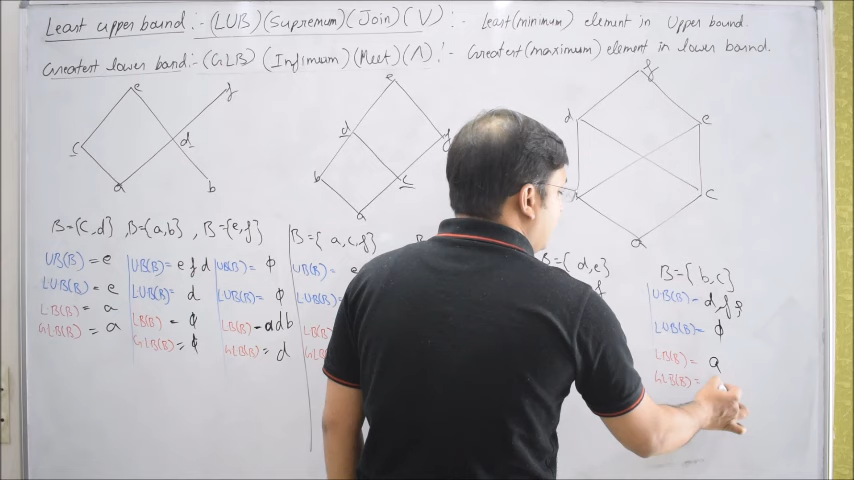 Least upper bound :- (LUB) (Supremum) (Join) (V) :- Least (minimum) element in Upper bound.
Greatest lower band :- (GLB) (Infimum) (Meet) (Λ) :- Greatest (maximum) element in lower bound.
e f c d a b
e d f b c a
f d e c a
B={c,d} , B={a,b} , B={e,f}
UB(B) = e
LUB(B) = e
LB(B) = a
GLB(B) = a
UB(B) = e f d
LUB(B) = d
LB(B) = ϕ
GLB(B) = ϕ
UB(B) = ϕ
LUB(B) = ϕ
LB(B) = adb
GLB(B) = d
B={ a, c, f}
UB(B) = e
LUB(B)
B={ d,e}
f
B={ b,c}
UB(B) =
LUB(B) = ϕ
LB(B) = a
GLB(B) =